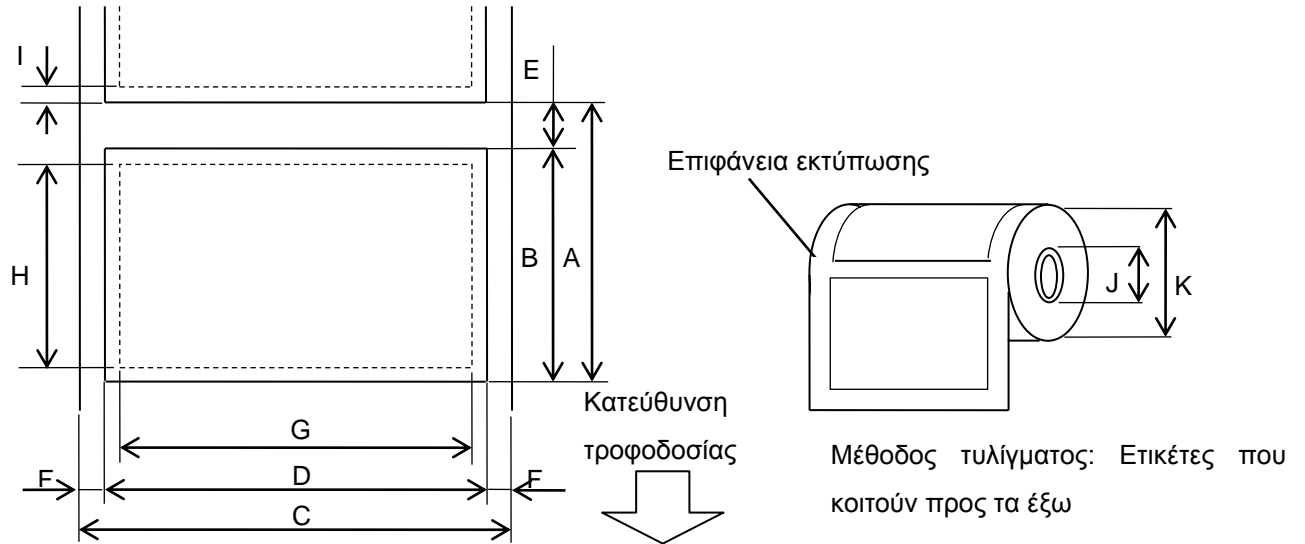 I
E
Επιφάνεια εκτύπωσης
H
B
A
J
K
Κατεύθυνση
τροφοδοσίας
G
Μέθοδος τυλίγματος: Ετικέτες που
κοιτούν προς τα έξω
F
D
F
C